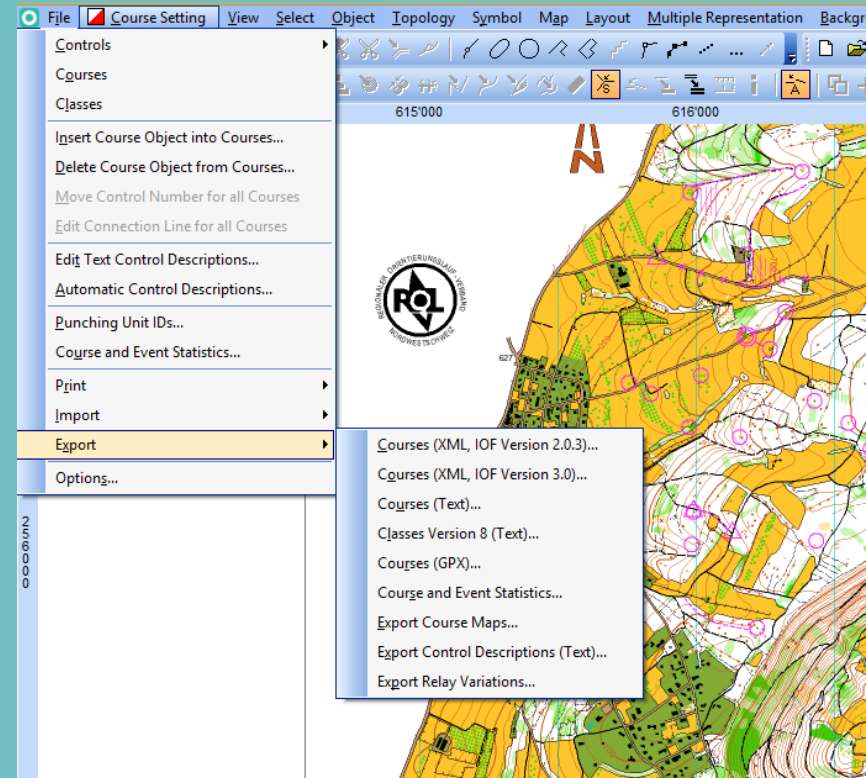 File Course Setting View Select Object Topology Symbol Map Layout Multiple Representation Backgr
Controls
Courses
Classes
Insert Course Object into Courses...
Delete Course Object from Courses...
Move Control Number for all Courses
Edit Connection Line for all Courses
Edit Text Control Descriptions...
Automatic Control Descriptions...
Punching Unit IDs...
Course and Event Statistics...
Print
Import
Export
Options...
Courses (XML, IOF Version 2.0.3)...
Courses (XML, IOF Version 3.0)...
Courses (Text)...
Classes Version 8 (Text)...
Courses (GPX)...
Course and Event Statistics...
Export Course Maps...
Export Control Descriptions (Text)...
Export Relay Variations...
615'000 616'000
N
REGIONALER ORIENTIERUNGSLAUF-VERBAND
ROL
NORDWESTSCHWEIZ
627
256000